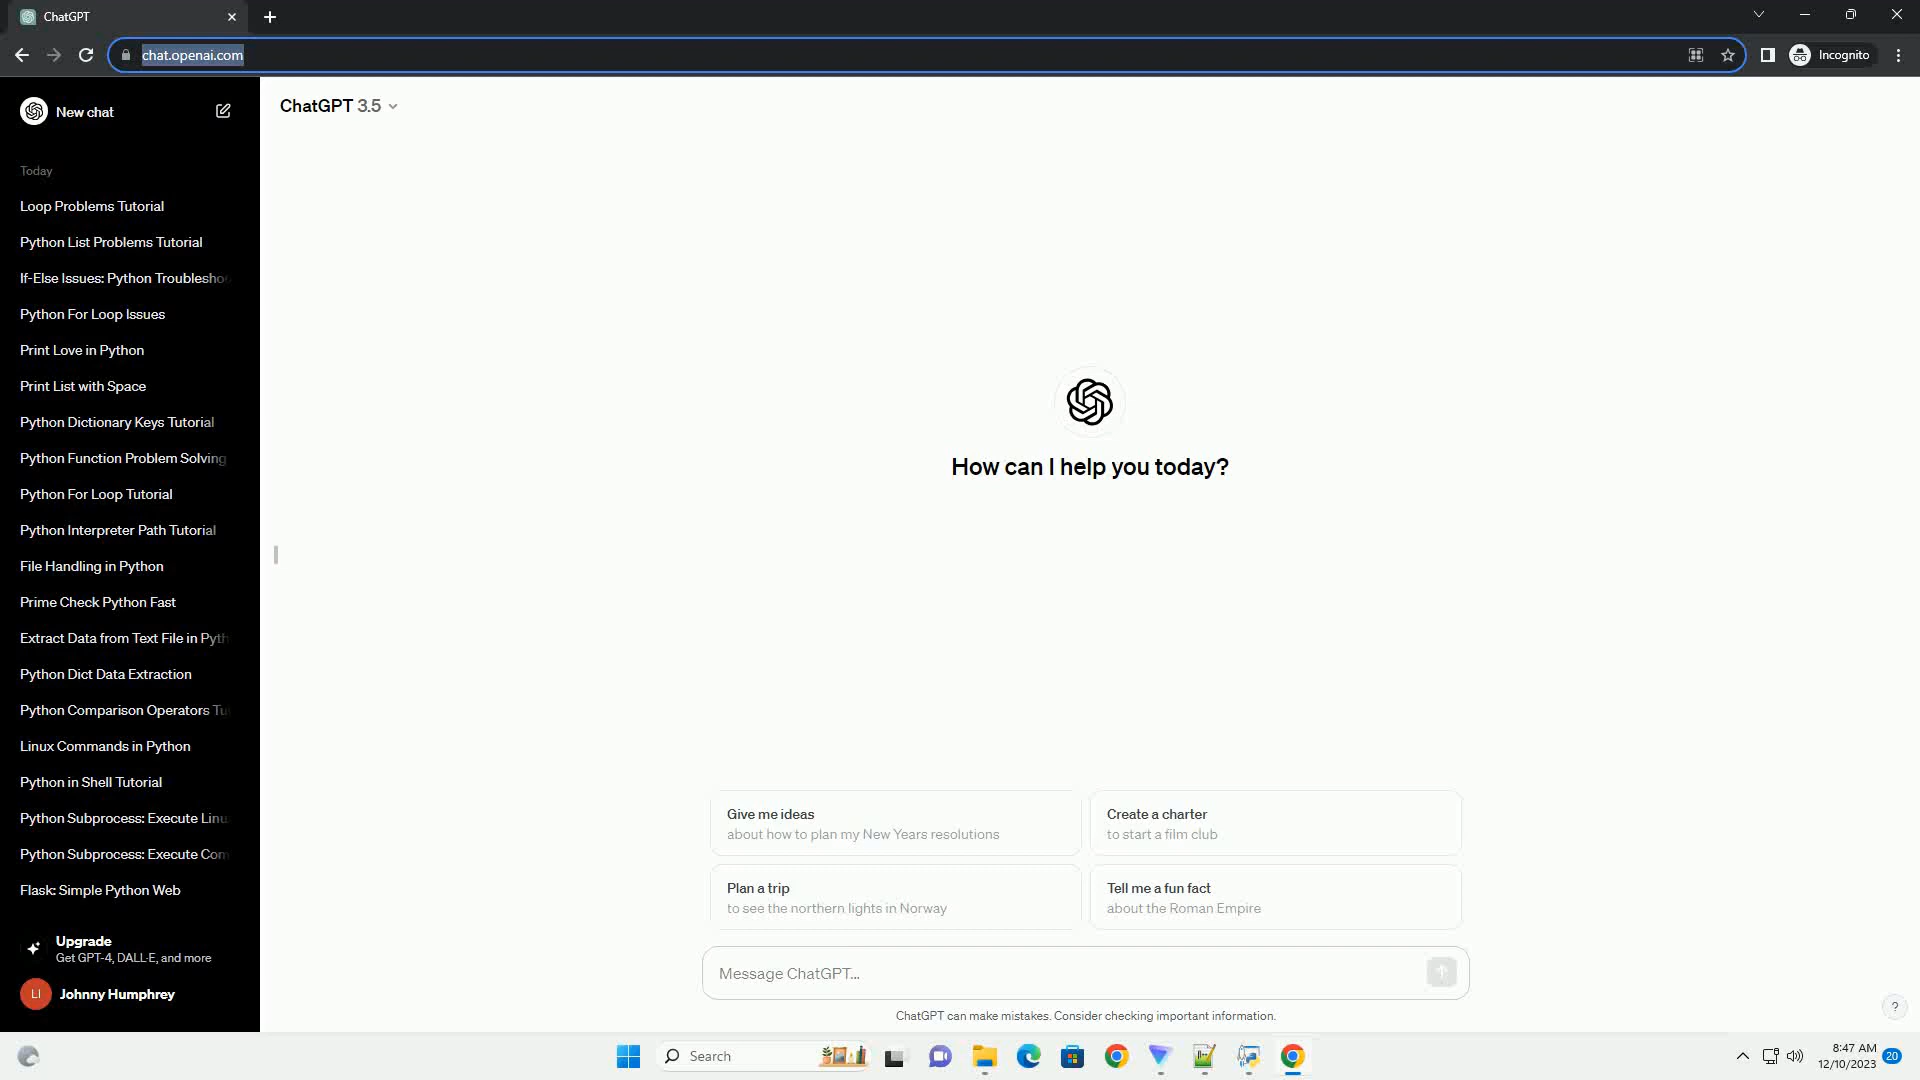 ChatGPT
chat.openai.com
Incognito
New chat
ChatGPT 3.5
Today
Loop Problems Tutorial
Python List Problems Tutorial
If-Else Issues: Python Troublesho
Python For Loop Issues
Print Love in Python
Print List with Space
Python Dictionary Keys Tutorial
Python Function Problem Solving
Python For Loop Tutorial
Python Interpreter Path Tutorial
File Handling in Python
Prime Check Python Fast
Extract Data from Text File in Pyth
Python Dict Data Extraction
Python Comparison Operators Tu
Linux Commands in Python
Python in Shell Tutorial
Python Subprocess: Execute Linu
Python Subprocess: Execute Com
Flask: Simple Python Web
Upgrade
Get GPT-4, DALL·E, and more
LI
Johnny Humphrey
How can I help you today?
Give me ideas
about how to plan my New Years resolutions
Create a charter
to start a film club
Plan a trip
to see the northern lights in Norway
Tell me a fun fact
about the Roman Empire
Message ChatGPT...
ChatGPT can make mistakes. Consider checking important information.
?
Search
8:47 AM
12/10/2023
20